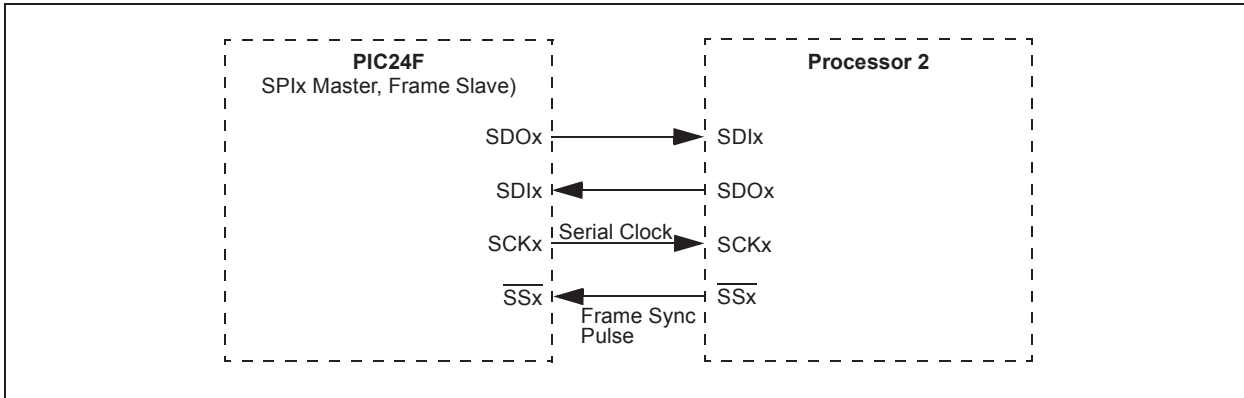 PIC24F
SPIx Master, Frame Slave)
Processor 2
SDOx
SDIx
SDIx
SDOx
SCKx
Serial Clock
SCKx
SSx
SSx
Frame Sync
Pulse